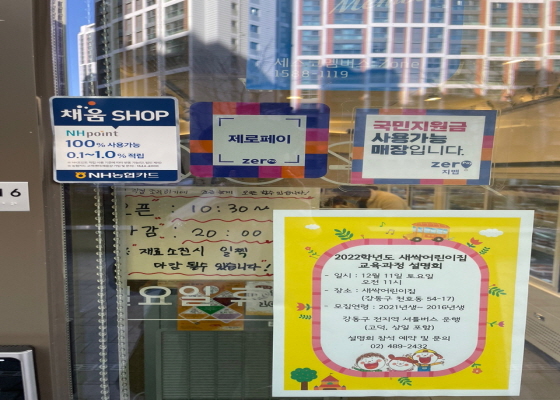 1588-1119
채움 SHOP
NHpoint
100% 사용가능
0.1~1.0% 적립
NH농협카드
제로페이
zero
국민지원금
사용가능
매장입니다.
zero
지맵
16
오픈 10:30~
마감 20:00
재료소진시 일찍
마감 될수 있습니다!
요일
2022학년도 새싹어린이집
교육과정 설명회
- 일시 : 12월 11일 토요일
오전 11시
- 장소 : 새싹어린이집
(강동구 천호동 54-17)
- 모집연령 : 2021년생~ 2016년생
강동구 전지역 셔틀버스 운행
(고덕, 상일 포함)
설명회 참석 예약 및 문의
02) 489-2432